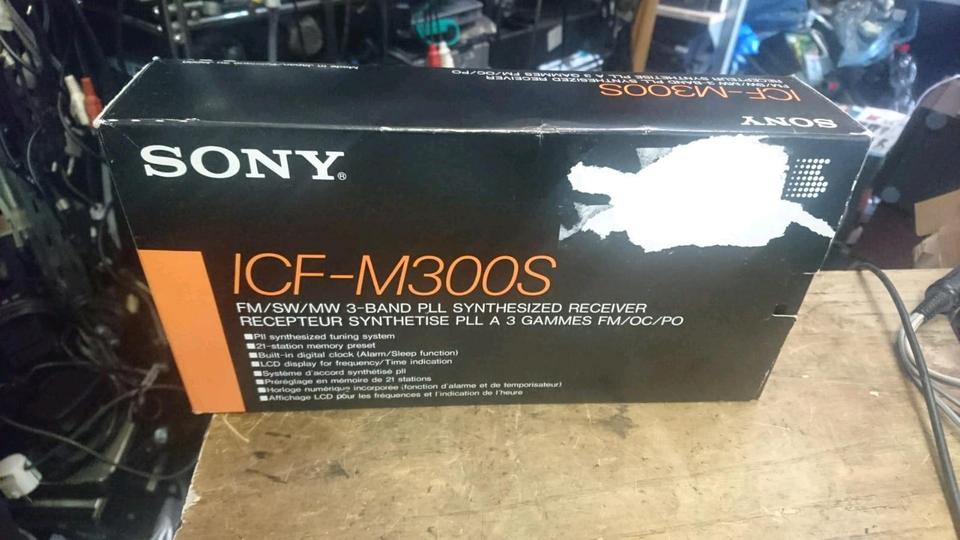 Made in Japan
FM/SW/MW 3-BAND PLL SYNTHESIZED RECEIVER
RECEPTEUR SYNTHETISE PLL A 3 GAMMES FM/OC/PO
ICF-M300S
SONY
SONY®
ICF-M300S
FM/SW/MW 3-BAND PLL SYNTHESIZED RECEIVER
RECEPTEUR SYNTHETISE PLL A 3 GAMMES FM/OC/PO
■Pll synthesized tuning system
■21-station memory preset
■Built-in digital clock (Alarm/Sleep function)
■LCD display for frequency/Time indication
■Système d'accord synthétisé pll
■Préréglage en mémoire de 21 stations
■Horloge numérique incorporée (fonction d'alarme et de temporisateur)
■Affichage LCD pour les fréquences et l'indication de l'heure